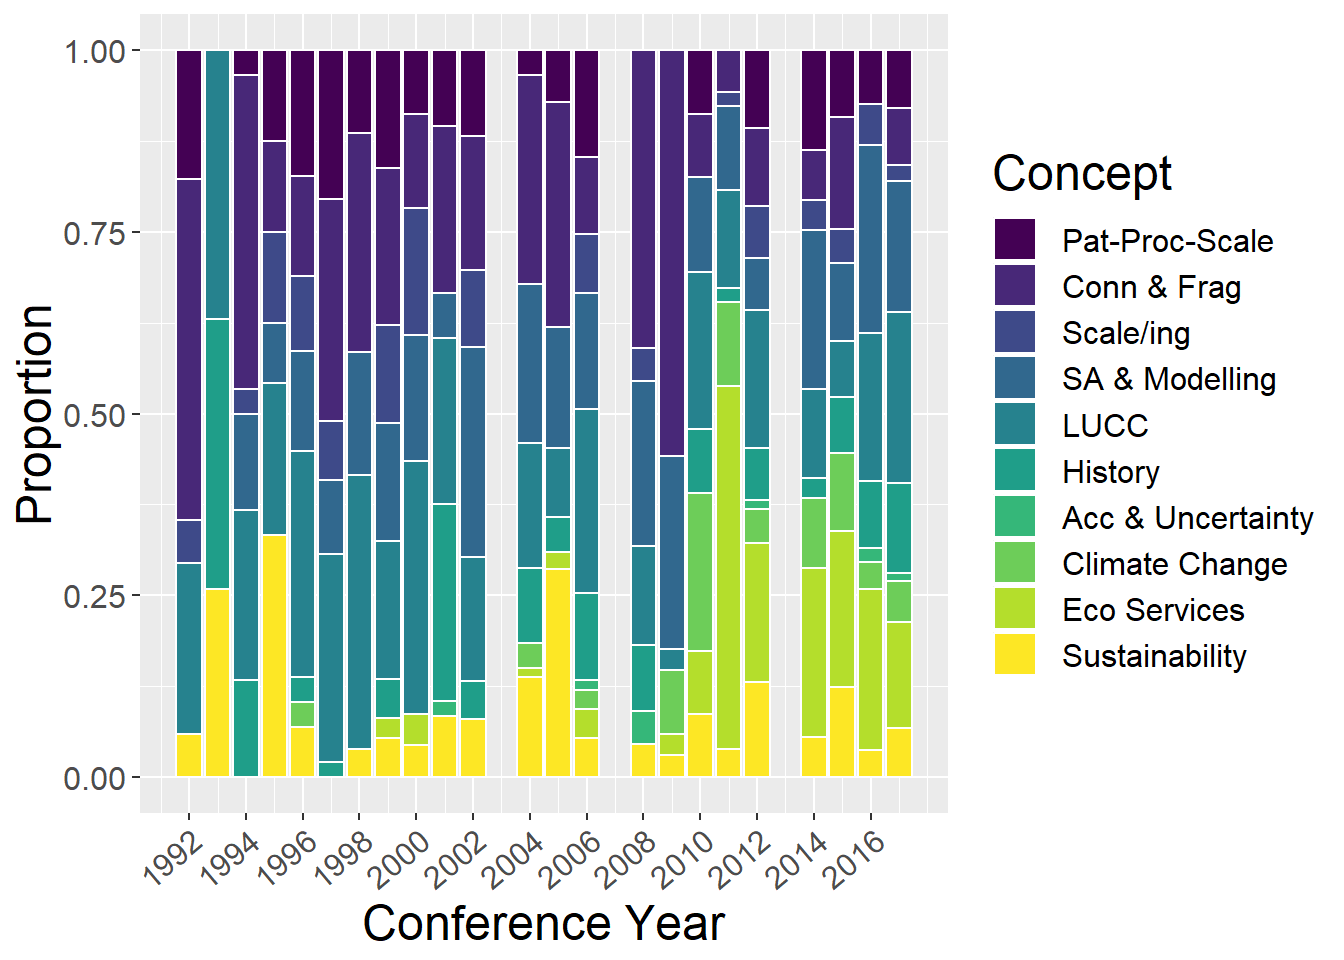 1.00
0.75
0.50
0.25
0.00
Proportion
1992
1994
1996
1998
2000
2002
2004
2006
2008
2010
2012
2014
2016
Conference Year
Concept
Pat-Proc-Scale
Conn & Frag
Scale/ing
SA & Modelling
LUCC
History
Acc & Uncertainty
Climate Change
Eco Services
Sustainability